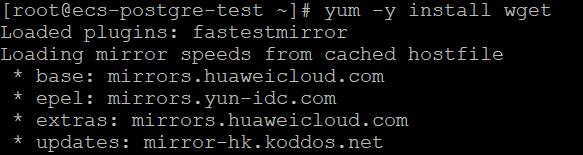 [root@ecs-postgre-test ~]# yum -y install wget
Loaded plugins: fastestmirror
Loading mirror speeds from cached hostfile
 * base: mirrors.huaweicloud.com
 * epel: mirrors.yun-idc.com
 * extras: mirrors.huaweicloud.com
 * updates: mirror-hk.koddos.net